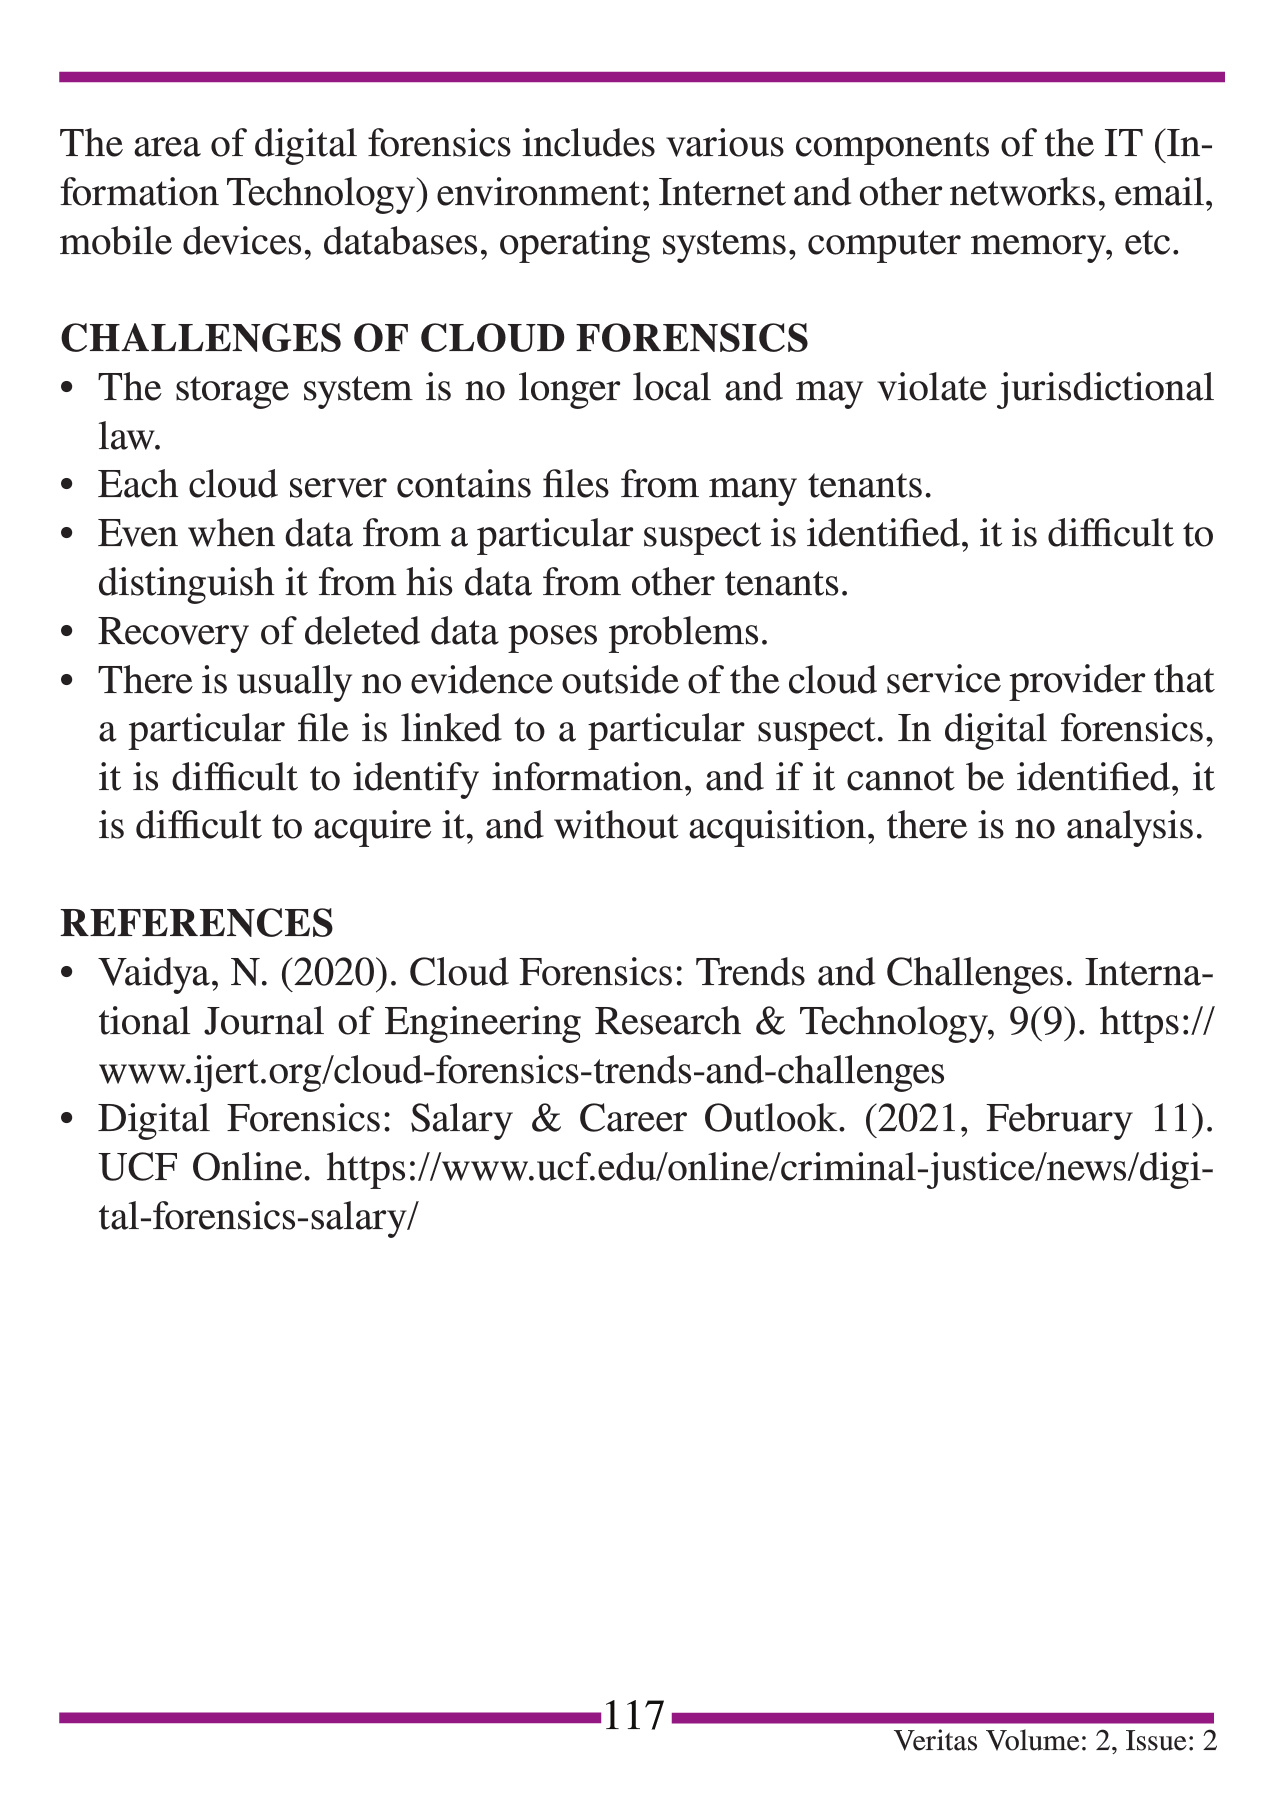 The area of digital forensics includes various components of the IT (In-
formation Technology) environment; Internet and other networks, email,
mobile devices, databases, operating systems, computer memory, etc.
CHALLENGES OF CLOUD FORENSICS
• The storage system is no longer local and may violate jurisdictional
law.
• Each cloud server contains files from many tenants.
• Even when data from a particular suspect is identified, it is difficult to
distinguish it from his data from other tenants.
• Recovery of deleted data poses problems.
• There is usually no evidence outside of the cloud service provider that
a particular file is linked to a particular suspect. In digital forensics,
it is difficult to identify information, and if it cannot be identified, it
is difficult to acquire it, and without acquisition, there is no analysis.
REFERENCES
• Vaidya, N. (2020). Cloud Forensics: Trends and Challenges. Interna-
tional Journal of Engineering Research & Technology, 9(9). https://
www.ijert.org/cloud-forensics-trends-and-challenges
• Digital Forensics: Salary & Career Outlook. (2021, February 11).
UCF Online. https://www.ucf.edu/online/criminal-justice/news/digi-
tal-forensics-salary/
117
Veritas Volume: 2, Issue: 2